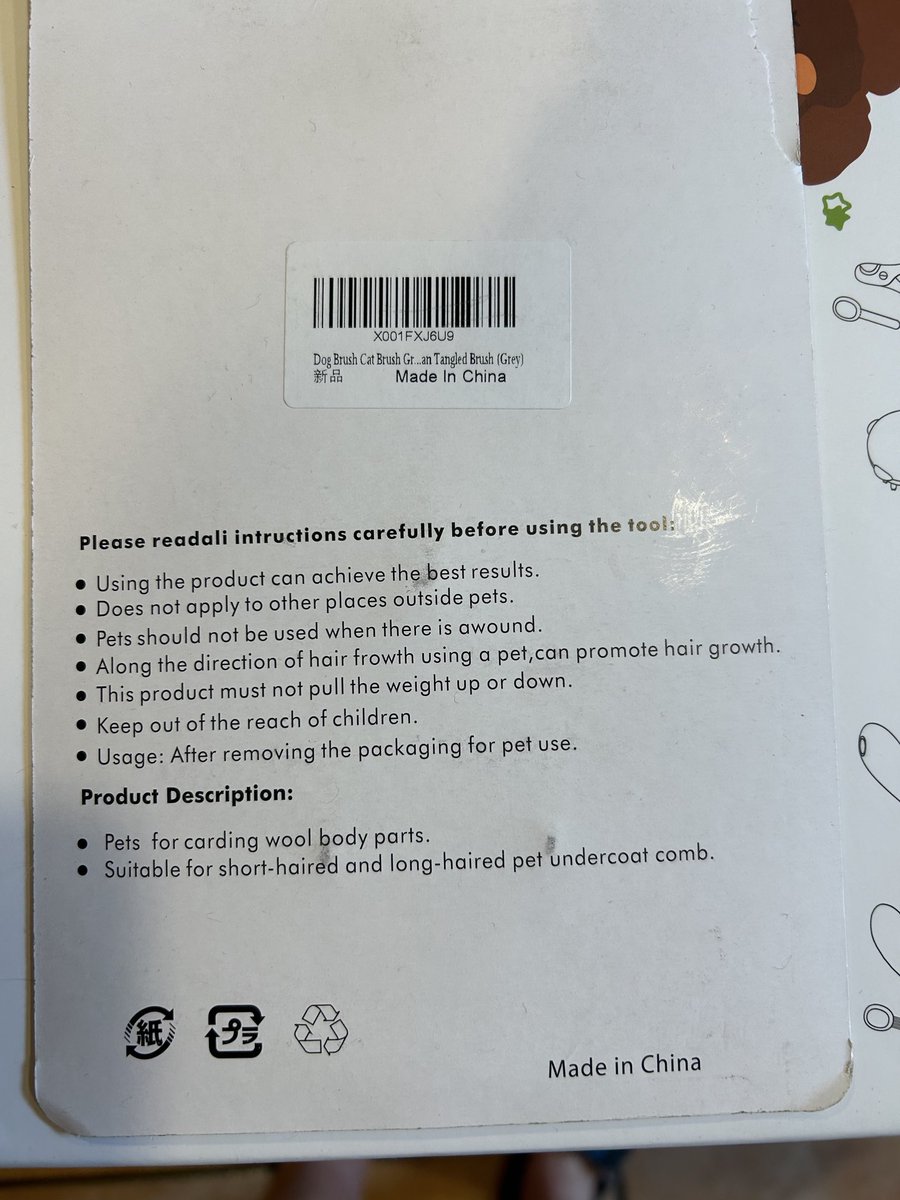 X001FXJ6U9
Dog Brush Cat Brush Gr...an Tangled Brush (Grey)
新品 Made In China
Please readali intructions carefully before using the tool:
• Using the product can achieve the best results.
• Does not apply to other places outside pets.
• Pets should not be used when there is awound.
• Along the direction of hair frowth using a pet,can promote hair growth.
• This product must not pull the weight up or down.
• Keep out of the reach of children.
• Usage: After removing the packaging for pet use.
Product Description:
• Pets for carding wool body parts.
• Suitable for short-haired and long-haired pet undercoat comb.
紙 プラ
Made in China